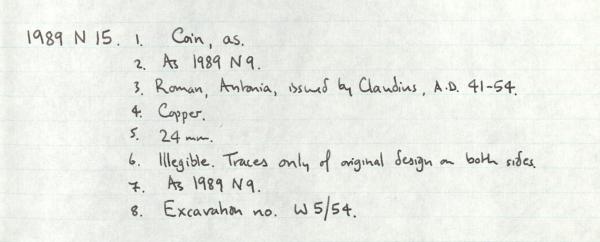 1989 N 15. 1. Coin, as.
2. As 1989 N9.
3. Roman, Antonia, issued by Claudius, A.D. 41-54.
4. Copper.
5. 24 mm.
6. Illegible. Traces only of original design on both sides.
7. As 1989 N9.
8. Excavation no. W5/54.